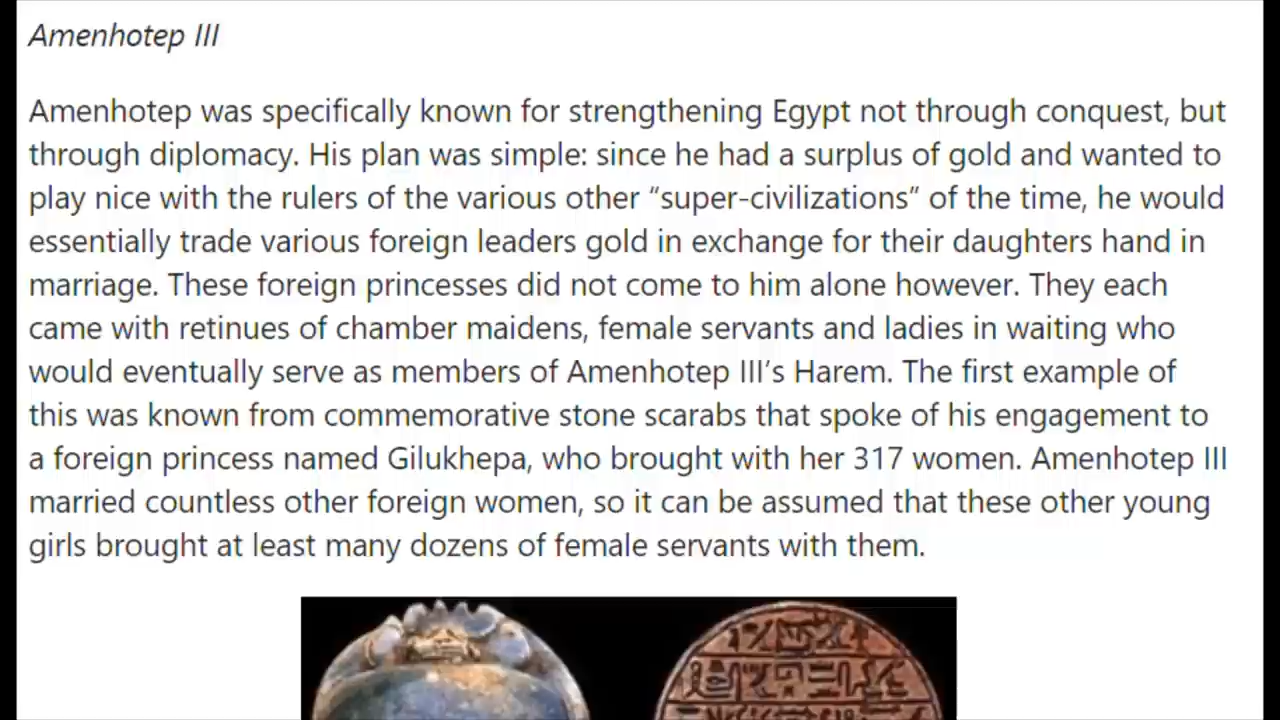 Amenhotep III
Amenhotep was specifically known for strengthening Egypt not through conquest, but
through diplomacy. His plan was simple: since he had a surplus of gold and wanted to
play nice with the rulers of the various other “super-civilizations” of the time, he would
essentially trade various foreign leaders gold in exchange for their daughters hand in
marriage. These foreign princesses did not come to him alone however. They each
came with retinues of chamber maidens, female servants and ladies in waiting who
would eventually serve as members of Amenhotep III’s Harem. The first example of
this was known from commemorative stone scarabs that spoke of his engagement to
a foreign princess named Gilukhepa, who brought with her 317 women. Amenhotep III
married countless other foreign women, so it can be assumed that these other young
girls brought at least many dozens of female servants with them.